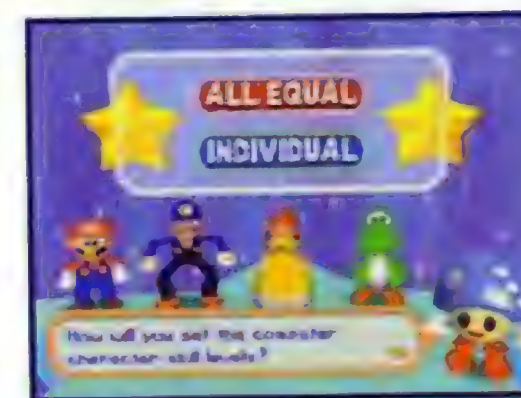 ALL EQUAL
INDIVIDUAL
How will you set the computer
character skill levels?